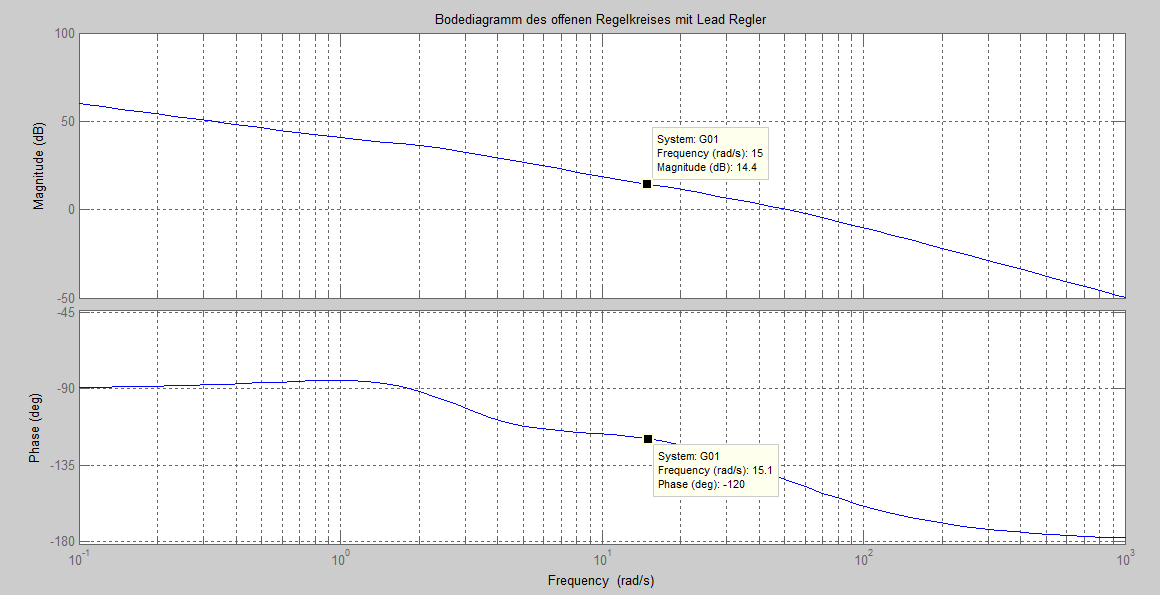 Bodediagramm des offenen Regelkreises mit Lead Regler
100
50
0
-50
Magnitude (dB)
System: G01
Frequency (rad/s): 15
Magnitude (dB): 14.4
-45
-90
-135
-180
Phase (deg)
System: G01
Frequency (rad/s): 15.1
Phase (deg): -120
10^-1 10^0 10^1 10^2 10^3
Frequency (rad/s)